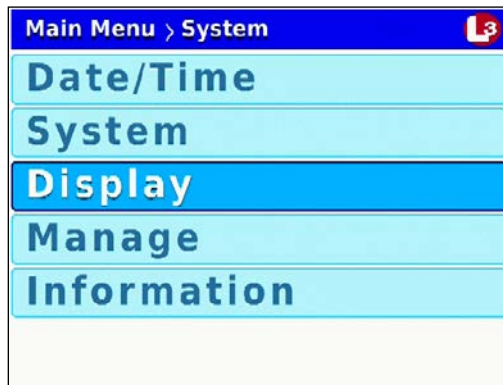 Main Menu > System
L3
Date/Time
System
Display
Manage
Information